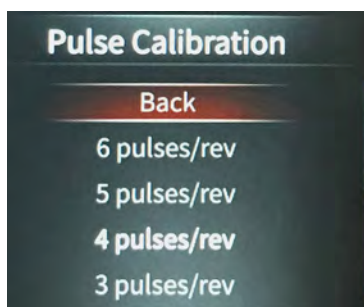 Pulse Calibration
Back
6 pulses/rev
5 pulses/rev
4 pulses/rev
3 pulses/rev